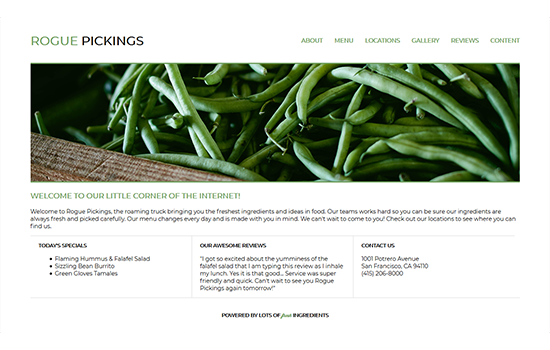 ROGUE PICKINGS
ABOUT MENU LOCATIONS GALLERY REVIEWS CONTENT
WELCOME TO OUR LITTLE CORNER OF THE INTERNET!
Welcome to Rogue Pickings, the roaming truck bringing you the freshest ingredients and ideas in food. Our teams works hard so you can be sure our ingredients are
always fresh and picked carefully. Our menu changes every day and is made with you in mind. We can't wait to come to you! Check out our locations to see where you can
find us.
TODAY'S SPECIALS
Flaming Hummus & Falafel Salad
Sizzling Bean Burrito
Green Cloves Tamales
OUR AWESOME REVIEWS
"I got so excited about the yumminess of the
falafel salad that I am typing this review as I inhale
my lunch. Yes it is that good... Service was super
friendly and quick. Can't wait to see you Rogue
Pickings again tomorrow!"
CONTACT US
1001 Potrero Avenue
San Francisco, CA 94110
(415) 206-8000
POWERED BY LOTS OF fresh INGREDIENTS